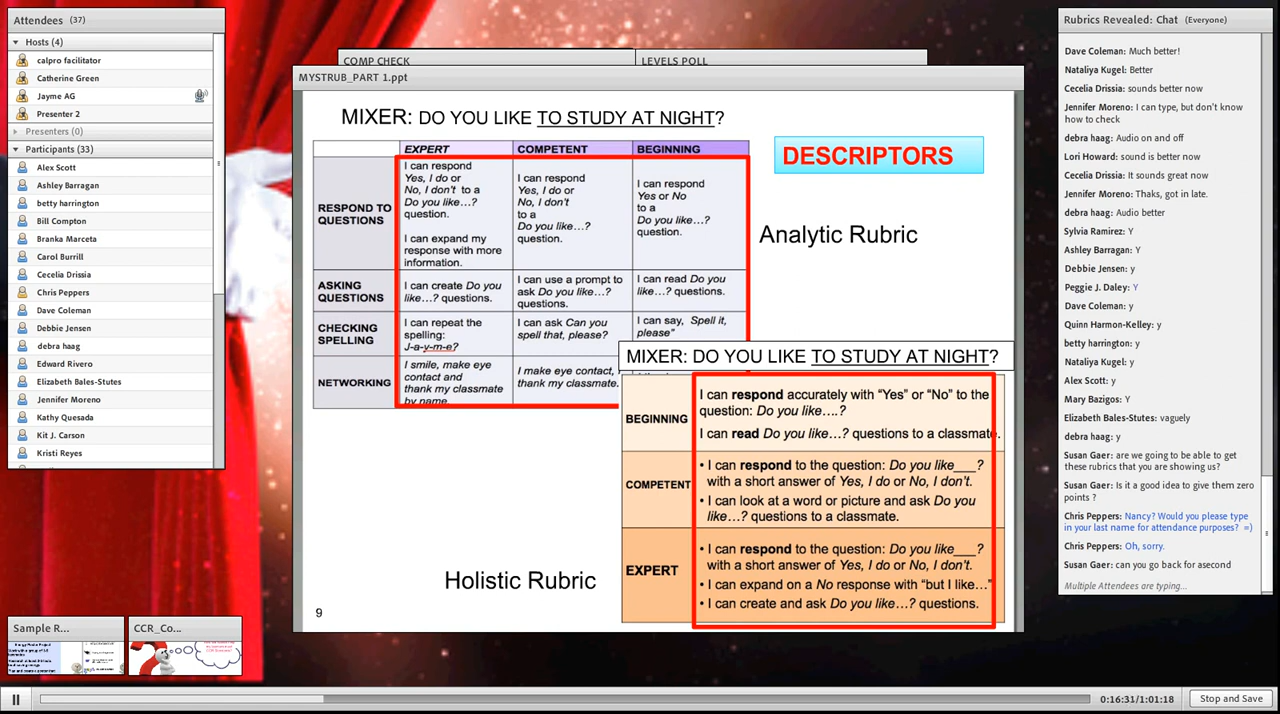 Attendees (37)
Hosts (4)
calpro facilitator
Catherine Green
Jayme AG
Presenter 2
Presenters (0)
Participants (33)
Alex Scott
Ashley Barragan
betty harrington
Bill Compton
Branka Marceta
Carol Burrill
Cecelia Drissia
Chris Peppers
Dave Coleman
Debbie Jensen
debra haag
Edward Rivero
Elizabeth Bales-Stutes
Jennifer Moreno
Kathy Quesada
Kit J. Carson
Kristi Reyes
Sample R...
CCR_Co...
COMP CHECK
LEVELS POLL
MYSTRUB_PART 1.ppt
MIXER: DO YOU LIKE TO STUDY AT NIGHT?
EXPERT
COMPETENT
BEGINNING
RESPOND TO
QUESTIONS
I can respond
Yes, I do or
No, I don't to a
Do you like...?
question.
I can expand my
response with more
information.
I can respond
Yes, I do or
No, I don't
to a
Do you like...?
question.
I can respond
Yes or No
to a
Do you like...?
question.
ASKING
QUESTIONS
I can create Do you
like...? questions.
I can use a prompt to
ask Do you like...?
questions.
I can read Do you
like...? questions.
CHECKING
SPELLING
I can repeat the
spelling:
J-a-y-m-e?
I can ask Can you
spell that, please?
I can say, Spell it,
please"
NETWORKING
I smile, make eye
contact and
thank my classmate
by name.
I make eye contact,
thank my classmate.
DESCRIPTORS
Analytic Rubric
MIXER: DO YOU LIKE TO STUDY AT NIGHT?
BEGINNING
I can respond accurately with “Yes” or “No” to the
question: Do you like....?
I can read Do you like...? questions to a classmate.
COMPETENT
• I can respond to the question: Do you like___?
with a short answer of Yes, I do or No, I don't.
• I can look at a word or picture and ask Do you
like...? questions to a classmate.
EXPERT
• I can respond to the question: Do you like___?
with a short answer of Yes, I do or No, I don't.
• I can expand on a No response with “but I like...”
• I can create and ask Do you like...? questions.
Holistic Rubric
9
Rubrics Revealed: Chat (Everyone)
Dave Coleman: Much better!
Nataliya Kugel: Better
Cecelia Drissia: sounds better now
Jennifer Moreno: I can type, but don't know
how to check
debra haag: Audio on and off
Lori Howard: sound is better now
Cecelia Drissia: It sounds great now
Jennifer Moreno: Thaks, got in late.
debra haag: Audio better
Sylvia Ramirez: Y
Ashley Barragan: Y
Debbie Jensen: y
Peggie J. Daley: Y
Dave Coleman: y
Quinn Harmon-Kelley: y
betty harrington: y
Nataliya Kugel: y
Alex Scott: y
Mary Bazigos: Y
Elizabeth Bales-Stutes: vaguely
debra haag: y
Susan Gaer: are we going to be able to get
these rubrics that you are showing us?
Susan Gaer: Is it a good idea to give them zero
points ?
Chris Peppers: Nancy? Would you please type
in your last name for attendance purposes? =)
Chris Peppers: Oh, sorry.
Susan Gaer: can you go back for asecond
Multiple Attendees are typing...
0:16:31/1:01:18
Stop and Save